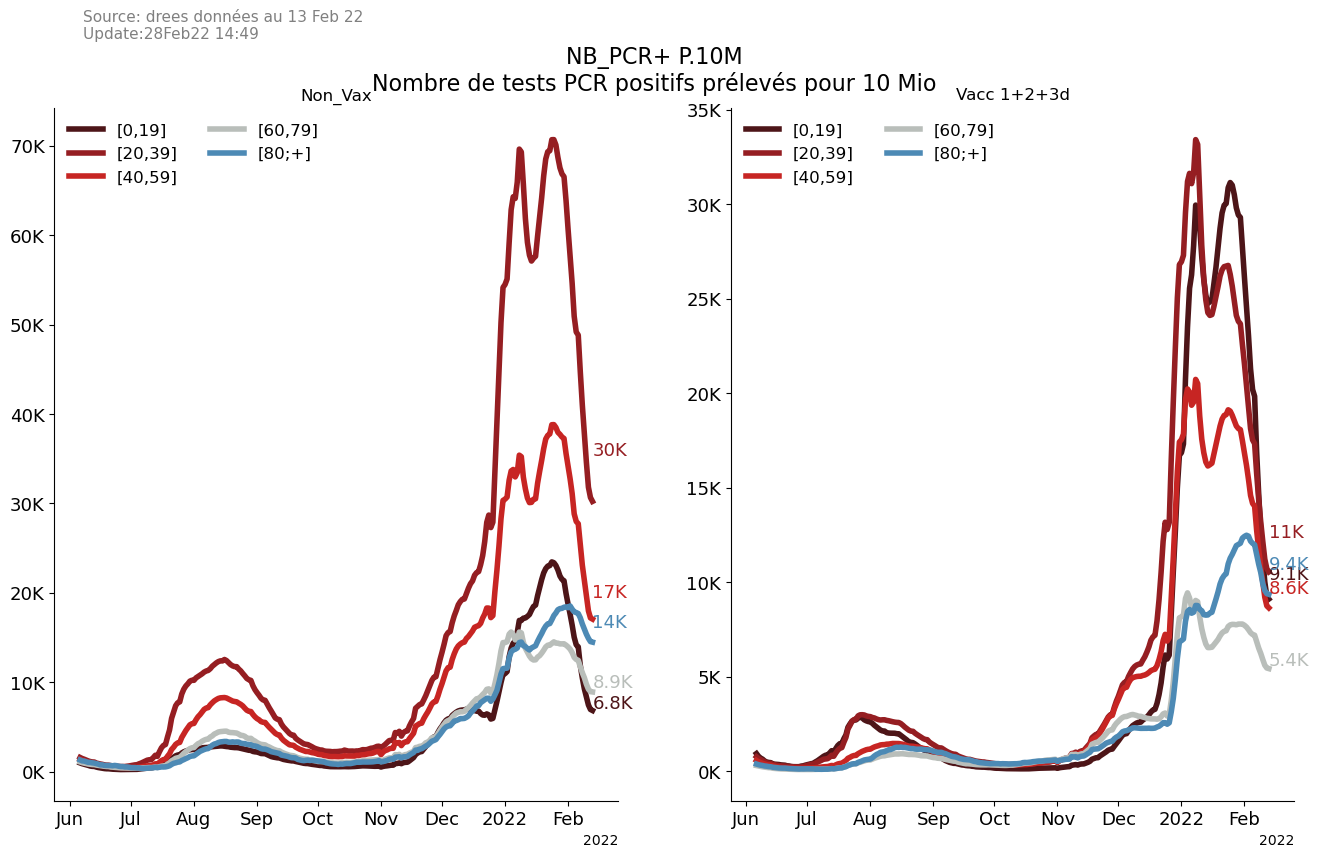 Source: drees données au 13 Feb 22
Update:28Feb22 14:49
NB_PCR+ P.10M
Nombre de tests PCR positifs prélevés pour 10 Mio
Non_Vax
[0,19]
[20,39]
[40,59]
[60,79]
[80;+]
70K
60K
50K
40K
30K
20K
10K
0K
30K
17K
14K
8.9K
6.8K
Jun
Jul
Aug
Sep
Oct
Nov
Dec
2022
Feb
2022
Vacc 1+2+3d
[0,19]
[20,39]
[40,59]
[60,79]
[80;+]
35K
30K
25K
20K
15K
10K
5K
0K
11K
9.4K
9.1K
8.6K
5.4K
Jun
Jul
Aug
Sep
Oct
Nov
Dec
2022
Feb
2022